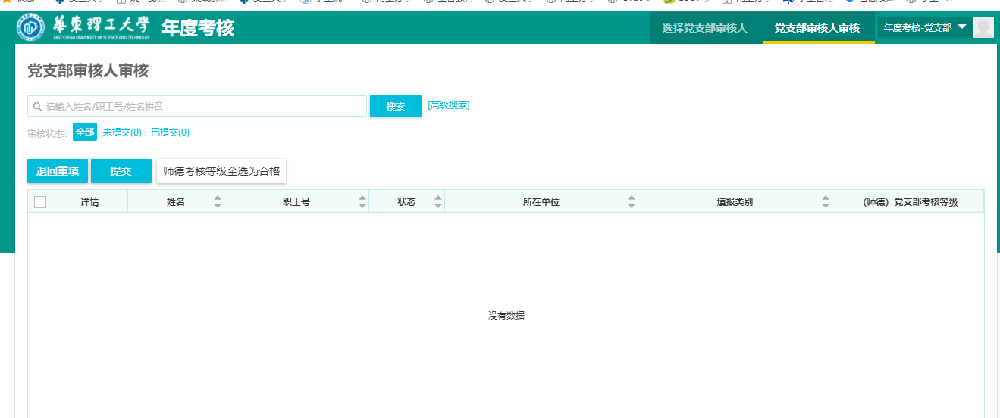 華東理工大學
EAST CHINA UNIVERSITY OF SCIENCE AND TECHNOLOGY
年度考核
选择党支部审核人
党支部审核人审核
年度考核-党支部
党支部审核人审核
请输入姓名/职工号/姓名拼音
搜索
[高级搜索]
审核状态: 全部 未提交(0) 已提交(0)
退回重填 提交 师德考核等级全选为合格
详情 姓名 职工号 状态 所在单位 填报类别 (师德) 党支部考核等级
没有数据